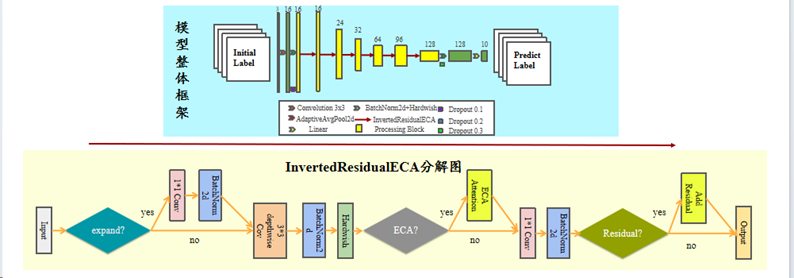 模型整体框架
Initial
Label
3 16 16 16 24 32 64 96 128 128 10
Predict
Label
Convolution 3x3 BatchNorm2d+Hardwish Dropout 0.1
AdaptiveAvgPool2d InvertedResidualECA Dropout 0.2
Linear Processing Block Dropout 0.3
InvertedResidualECA分解图
Input
expand?
yes
no
1*1 Conv
BatchNorm
2d
3*3
depthwise
Cov
BatchNorm2
d
Hardwish
ECA?
yes
no
ECA
Attention
1*1 Conv
BatchNorm
2d
Residual?
yes
no
Add
Residual
Output